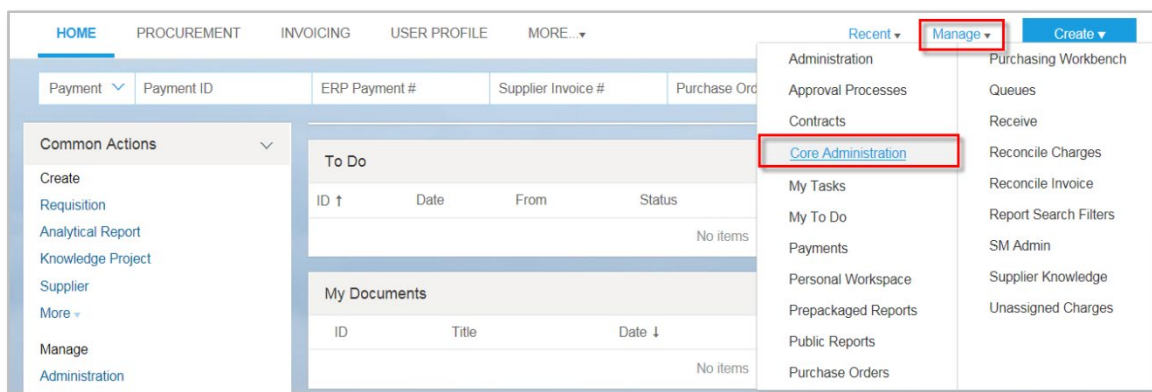 HOME PROCUREMENT INVOICING USER PROFILE MORE... Recent Manage Create
Payment Payment ID ERP Payment # Supplier Invoice # Purchase Ord
Common Actions
Create
Requisition
Analytical Report
Knowledge Project
Supplier
More
Manage
Administration
To Do
ID ↑ Date From Status
No items
My Documents
ID Title Date ↓
No items
Administration
Approval Processes
Contracts
Core Administration
My Tasks
My To Do
Payments
Personal Workspace
Prepackaged Reports
Public Reports
Purchase Orders
Purchasing Workbench
Queues
Receive
Reconcile Charges
Reconcile Invoice
Report Search Filters
SM Admin
Supplier Knowledge
Unassigned Charges